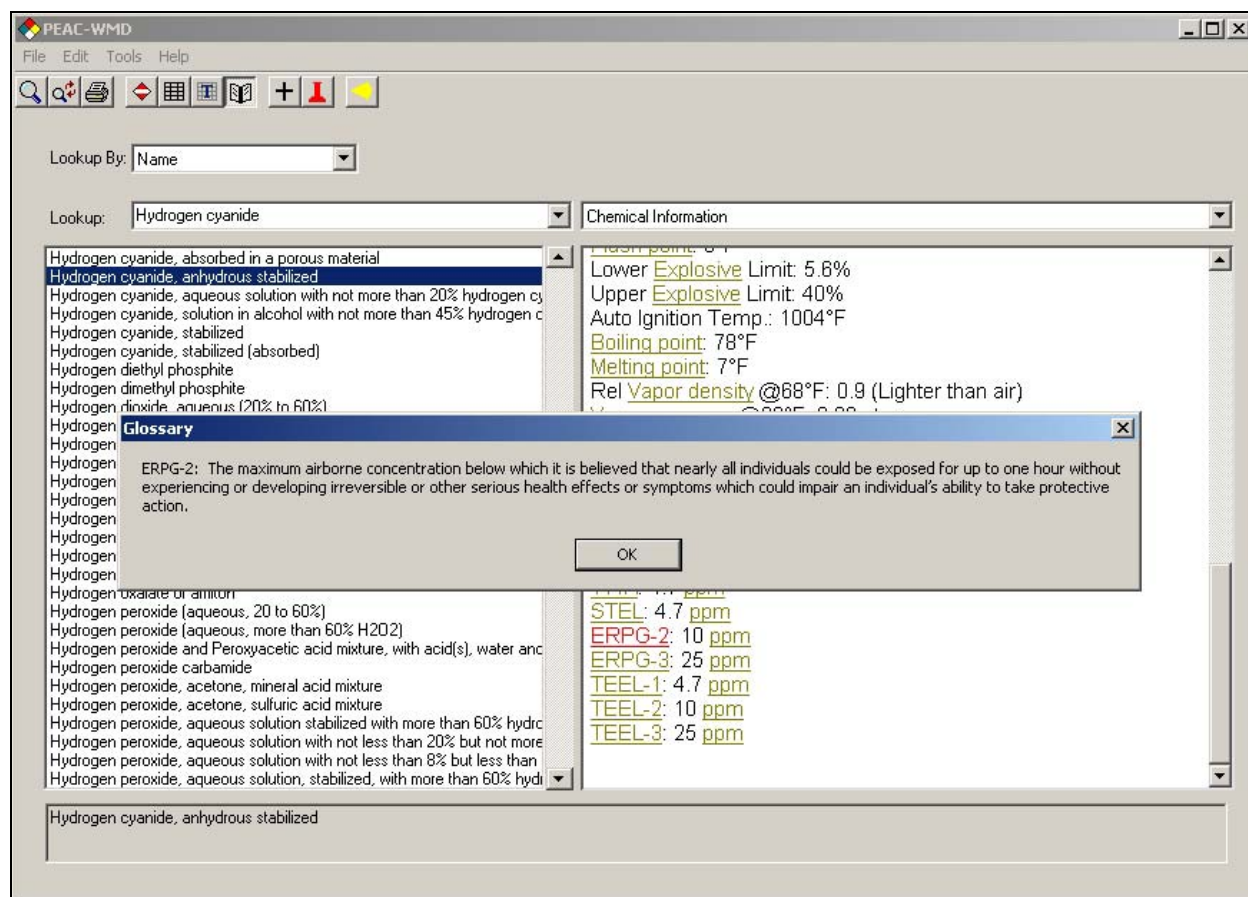 PEAC-WMD
File Edit Tools Help
Lookup By: Name
Lookup: Hydrogen cyanide
Chemical Information
Hydrogen cyanide, absorbed in a porous material
Hydrogen cyanide, anhydrous stabilized
Hydrogen cyanide, aqueous solution with not more than 20% hydrogen cy
Hydrogen cyanide, solution in alcohol with not more than 45% hydrogen c
Hydrogen cyanide, stabilized
Hydrogen cyanide, stabilized (absorbed)
Hydrogen diethyl phosphite
Hydrogen dimethyl phosphite
Hydrogen dioxide, aqueous (20% to 60%)
Hydrogen
Hydrogen
Hydrogen
Hydrogen
Hydrogen
Hydrogen
Hydrogen
Hydrogen
Hydrogen
Hydrogen oxalate of amiton
Hydrogen peroxide (aqueous, 20 to 60%)
Hydrogen peroxide (aqueous, more than 60% H2O2)
Hydrogen peroxide and Peroxyacetic acid mixture, with acid(s), water and
Hydrogen peroxide carbamide
Hydrogen peroxide, acetone, mineral acid mixture
Hydrogen peroxide, acetone, sulfuric acid mixture
Hydrogen peroxide, aqueous solution stabilized with more than 60% hydro
Hydrogen peroxide, aqueous solution with not less than 20% but not more
Hydrogen peroxide, aqueous solution with not less than 8% but less than
Hydrogen peroxide, aqueous solution, stabilized, with more than 60% hydr
Lower Explosive Limit: 5.6%
Upper Explosive Limit: 40%
Auto Ignition Temp.: 1004°F
Boiling point: 78°F
Melting point: 7°F
Rel Vapor density @68°F: 0.9 (Lighter than air)
Glossary
ERPG-2: The maximum airborne concentration below which it is believed that nearly all individuals could be exposed for up to one hour without
experiencing or developing irreversible or other serious health effects or symptoms which could impair an individual's ability to take protective
action.
OK
STEL: 4.7 ppm
ERPG-2: 10 ppm
ERPG-3: 25 ppm
TEEL-1: 4.7 ppm
TEEL-2: 10 ppm
TEEL-3: 25 ppm
Hydrogen cyanide, anhydrous stabilized